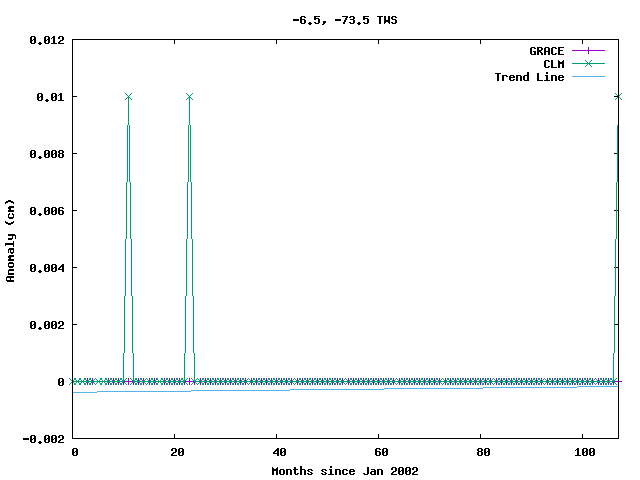 -6.5, -73.5 TWS
0.012
0.01
0.008
0.006
0.004
0.002
0
-0.002
Anomaly (cm)
GRACE
CLM
Trend Line
0 20 40 60 80 100
Months since Jan 2002